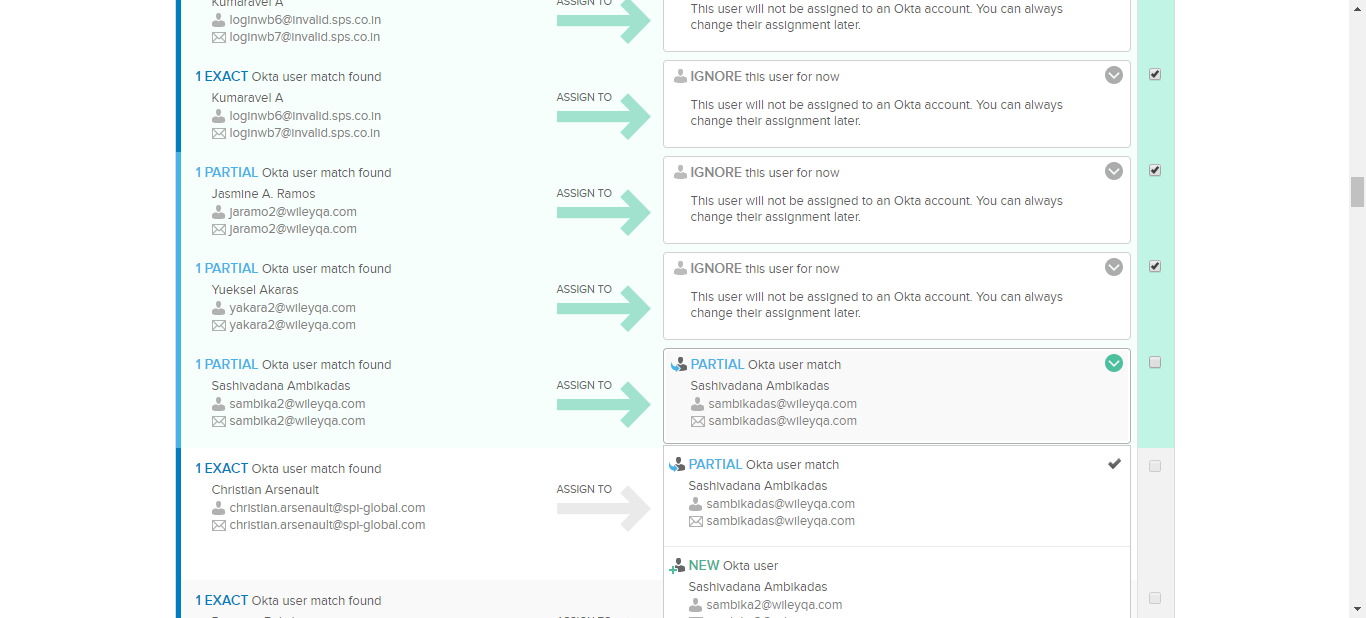 Kumaravel A
loginwb6@invalid.sps.co.in
loginwb7@invalid.sps.co.in
ASSIGN TO
This user will not be assigned to an Okta account. You can always
change their assignment later.
1 EXACT Okta user match found
Kumaravel A
loginwb6@invalid.sps.co.in
loginwb7@invalid.sps.co.in
ASSIGN TO
IGNORE this user for now
This user will not be assigned to an Okta account. You can always
change their assignment later.
1 PARTIAL Okta user match found
Jasmine A. Ramos
jaramo2@wileyqa.com
jaramo2@wileyqa.com
ASSIGN TO
IGNORE this user for now
This user will not be assigned to an Okta account. You can always
change their assignment later.
1 PARTIAL Okta user match found
Yueksel Akaras
yakara2@wileyqa.com
yakara2@wileyqa.com
ASSIGN TO
IGNORE this user for now
This user will not be assigned to an Okta account. You can always
change their assignment later.
1 PARTIAL Okta user match found
Sashivadana Ambikadas
sambika2@wileyqa.com
sambika2@wileyqa.com
ASSIGN TO
PARTIAL Okta user match
Sashivadana Ambikadas
sambikadas@wileyqa.com
sambikadas@wileyqa.com
1 EXACT Okta user match found
Christian Arsenault
christian.arsenault@spi-global.com
christian.arsenault@spi-global.com
ASSIGN TO
PARTIAL Okta user match
Sashivadana Ambikadas
sambikadas@wileyqa.com
sambikadas@wileyqa.com
NEW Okta user
Sashivadana Ambikadas
sambika2@wileyqa.com
1 EXACT Okta user match found